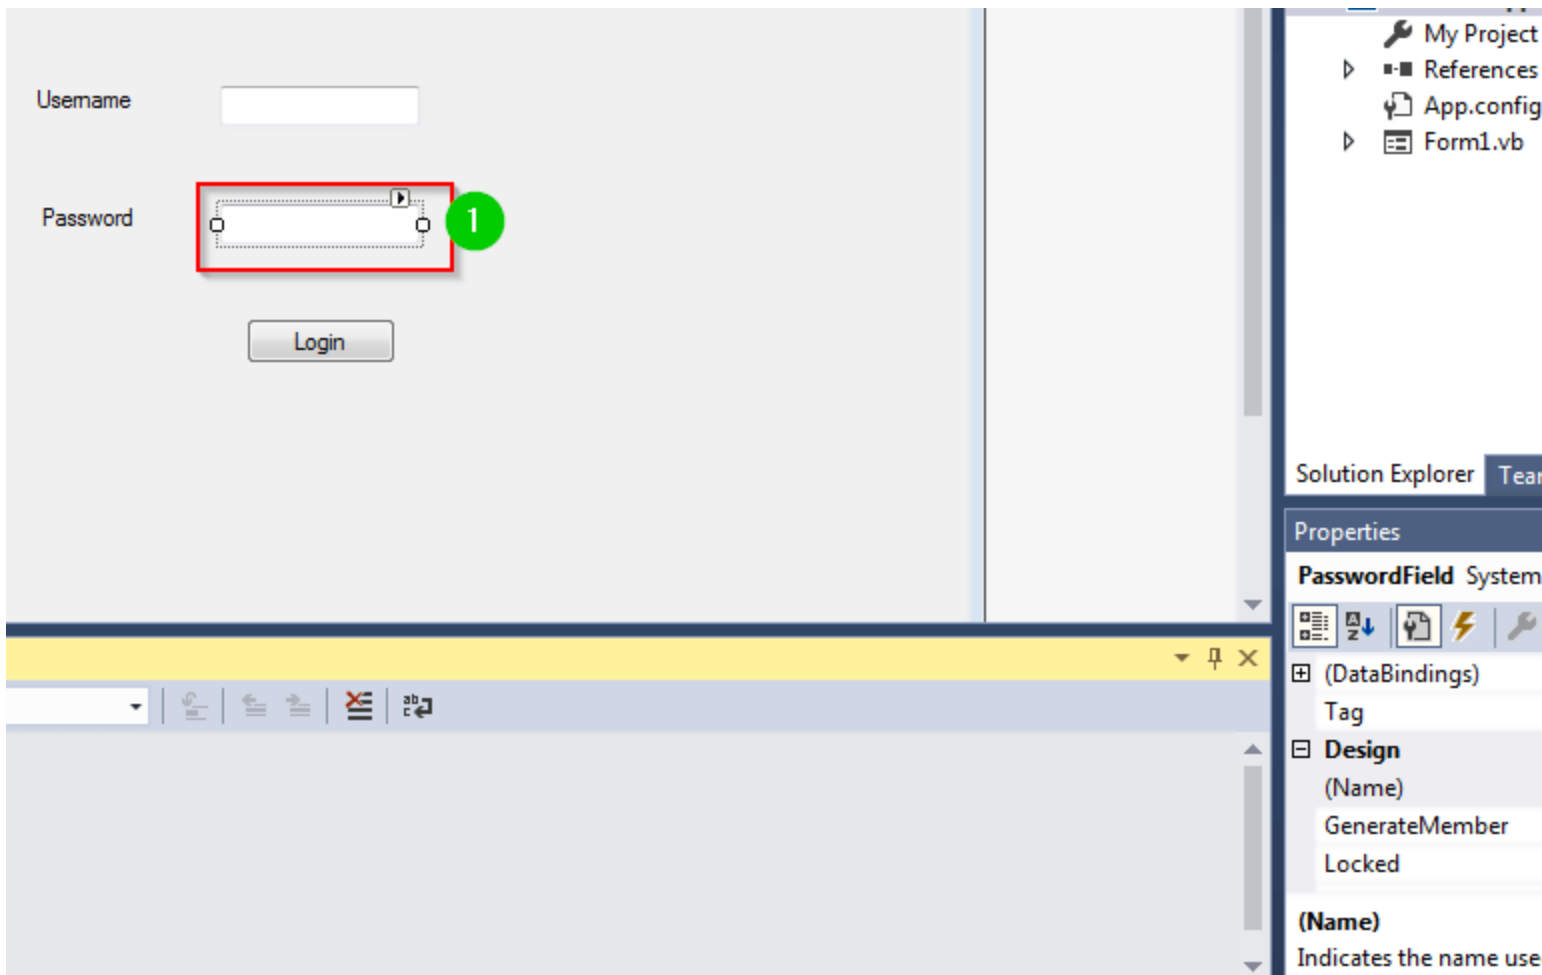 Username
Password
1
Login
My Project
References
App.config
Form1.vb
Solution Explorer
Properties
PasswordField System
(DataBindings)
Tag
Design
(Name)
GenerateMember
Locked
(Name)
Indicates the name